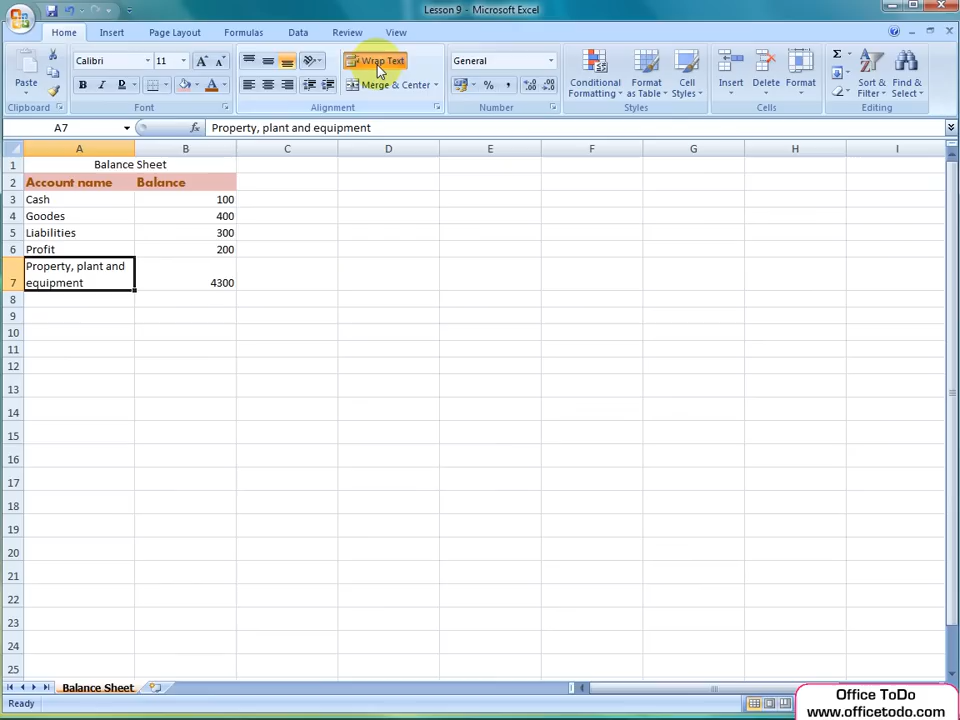 Lesson 9 - Microsoft Excel
Home Insert Page Layout Formulas Data Review View
Paste
Calibri 11
Wrap Text
General
Conditional Formatting
Format as Table
Cell Styles
Insert Delete Format
Sort & Filter
Find & Select
B I U
Merge & Center
% ,
Clipboard Font Alignment Number Styles Cells Editing
A7 fx Property, plant and equipment
A B C D E F G H I
1 Balance Sheet
2 Account name Balance
3 Cash 100
4 Goodes 400
5 Liabilities 300
6 Profit 200
7 Property, plant and equipment 4300
8
9
10
11
12
13
14
15
16
17
18
19
20
21
22
23
24
25
Balance Sheet
Ready
Office ToDo
www.officetodo.com